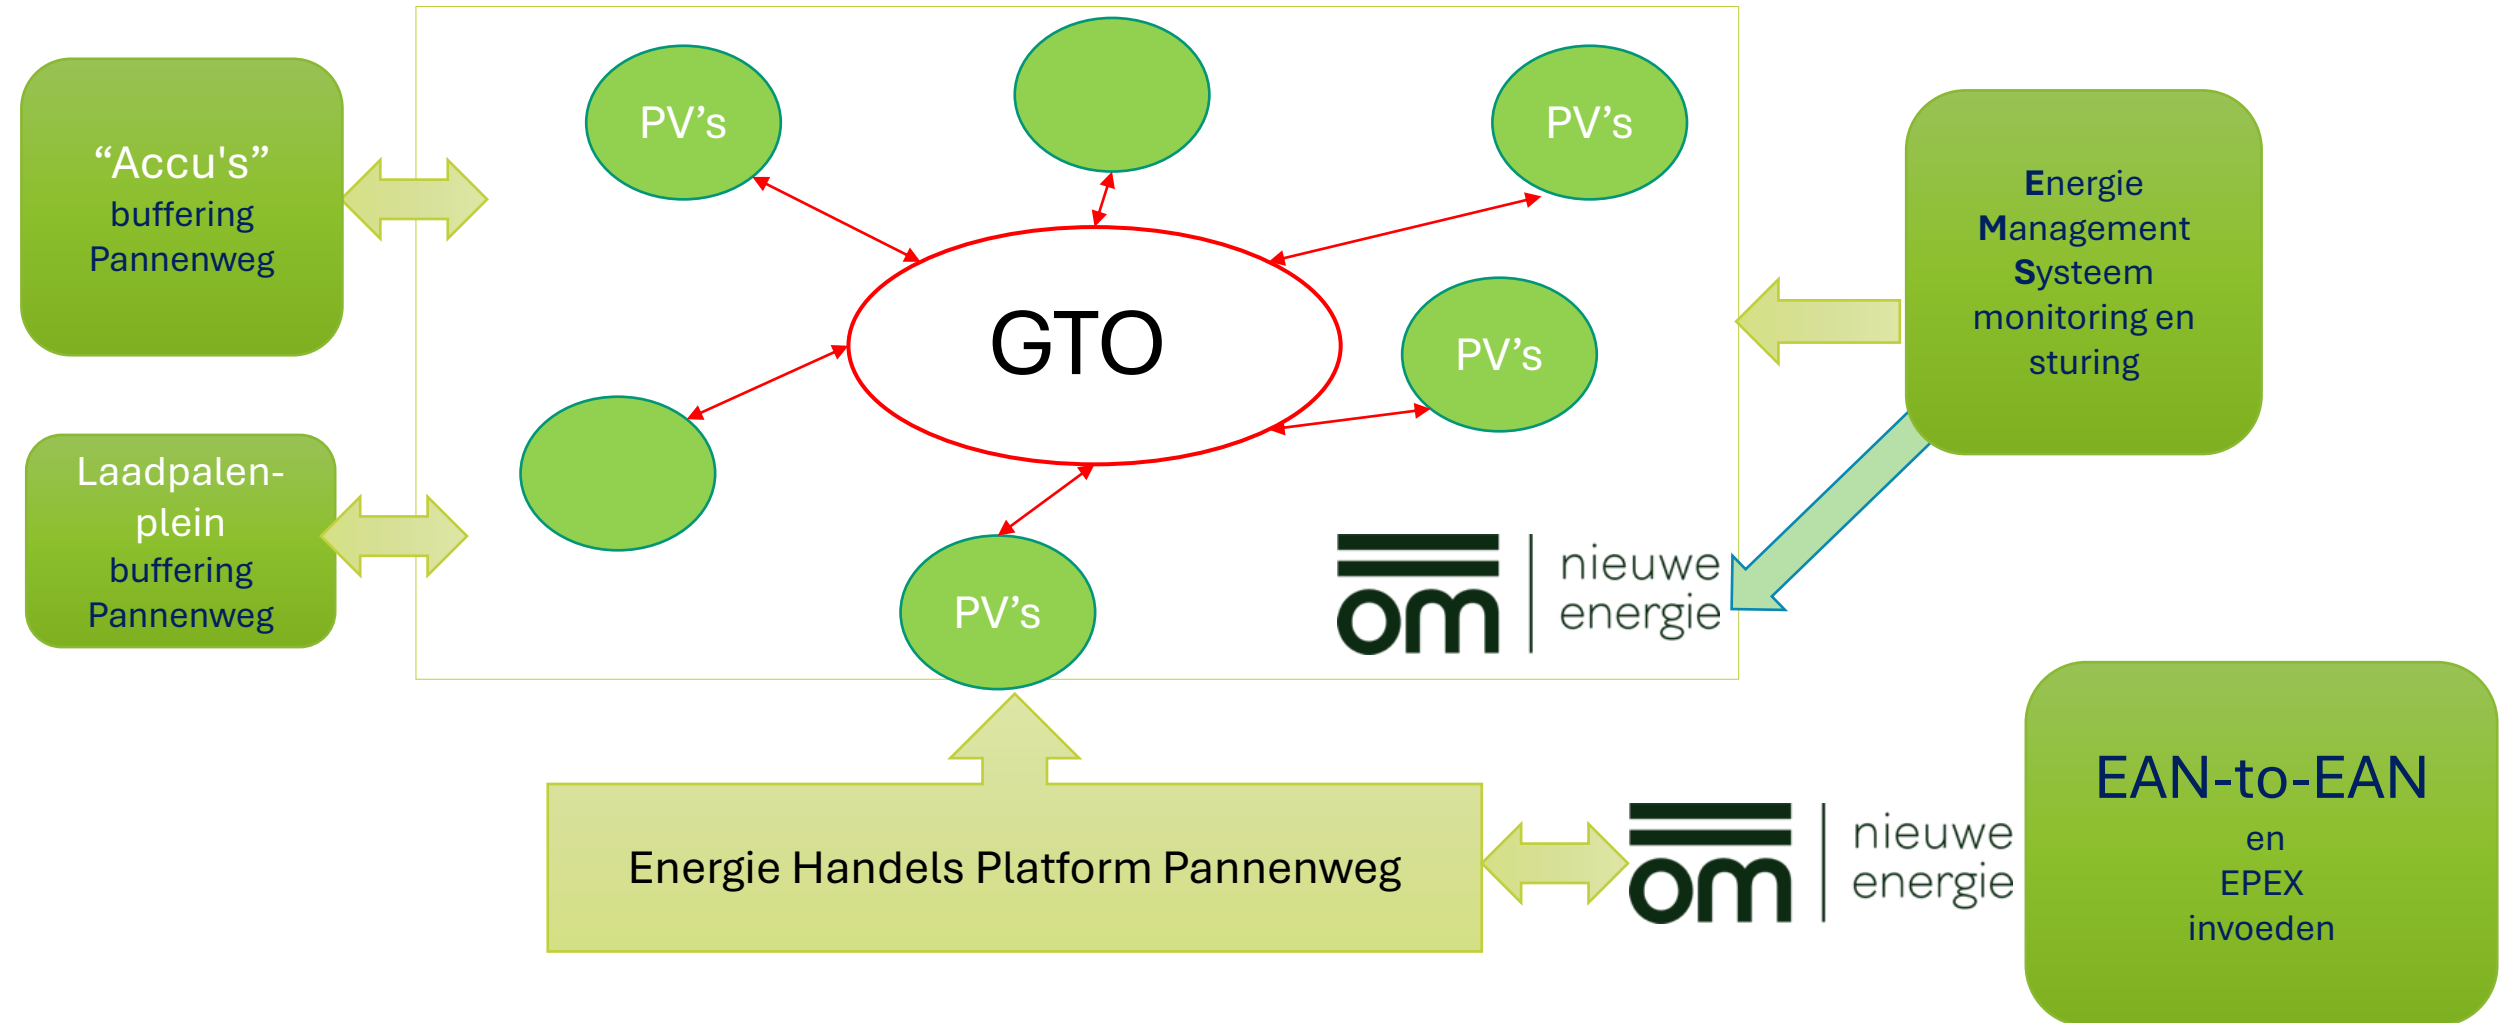 “Accu's”
buffering
Pannenweg
PV’s
PV’s
Energie
Management
Systeem
monitoring en
sturing
GTO
PV’s
Laadpalen-
plein
buffering
Pannenweg
PV’s
om
nieuwe
energie
Energie Handels Platform Pannenweg
om
nieuwe
energie
EAN-to-EAN
en
EPEX
invoeden